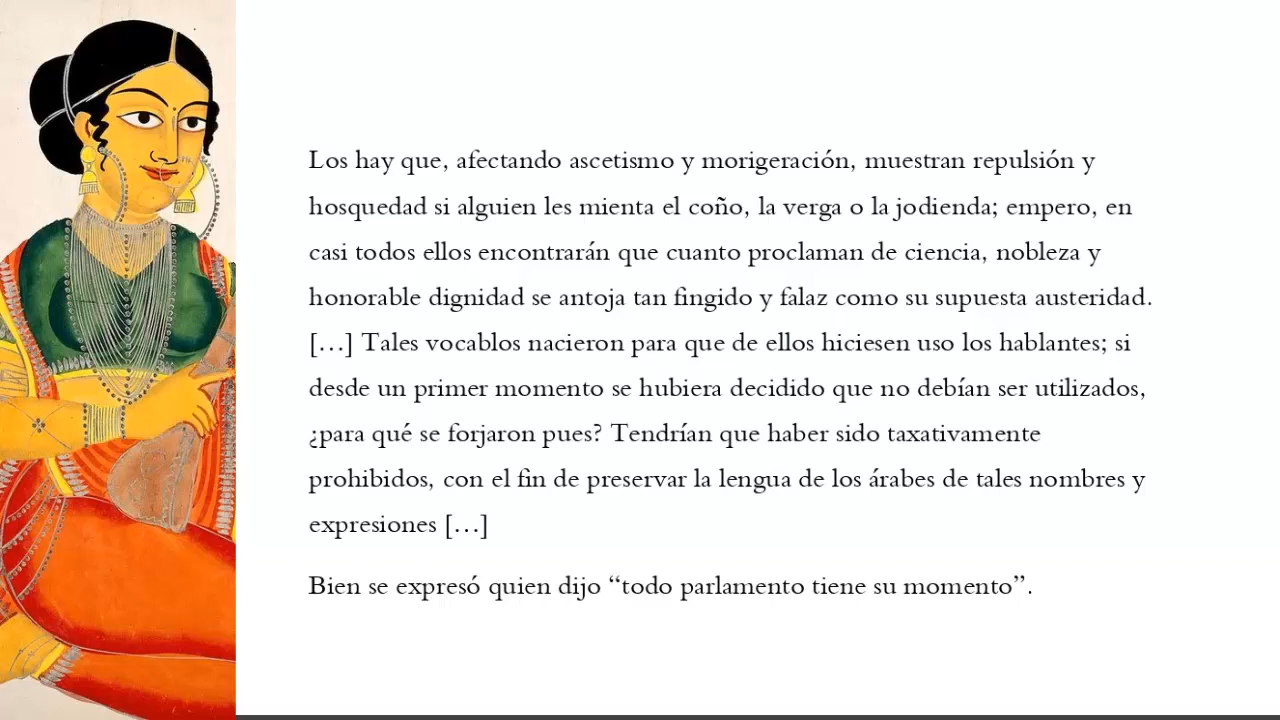 Los hay que, afectando ascetismo y morigeración, muestran repulsión y
hosquedad si alguien les mienta el coño, la verga o la jodienda; empero, en
casi todos ellos encontrarán que cuanto proclaman de ciencia, nobleza y
honorable dignidad se antoja tan fingido y falaz como su supuesta austeridad.
[…] Tales vocablos nacieron para que de ellos hiciesen uso los hablantes; si
desde un primer momento se hubiera decidido que no debían ser utilizados,
¿para qué se forjaron pues? Tendrían que haber sido taxativamente
prohibidos, con el fin de preservar la lengua de los árabes de tales nombres y
expresiones […]
Bien se expresó quien dijo “todo parlamento tiene su momento”.